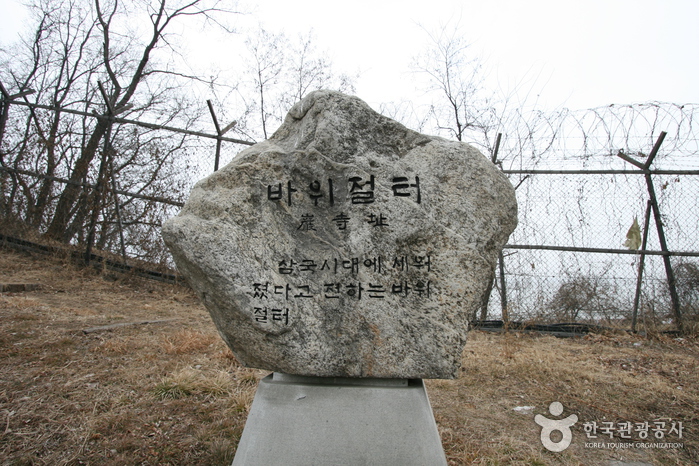 바위절터
岩寺址
삼국시대에 세워
졌다고 전하는 바위
절터
한국관광공사
KOREA TOURISM ORGANIZATION